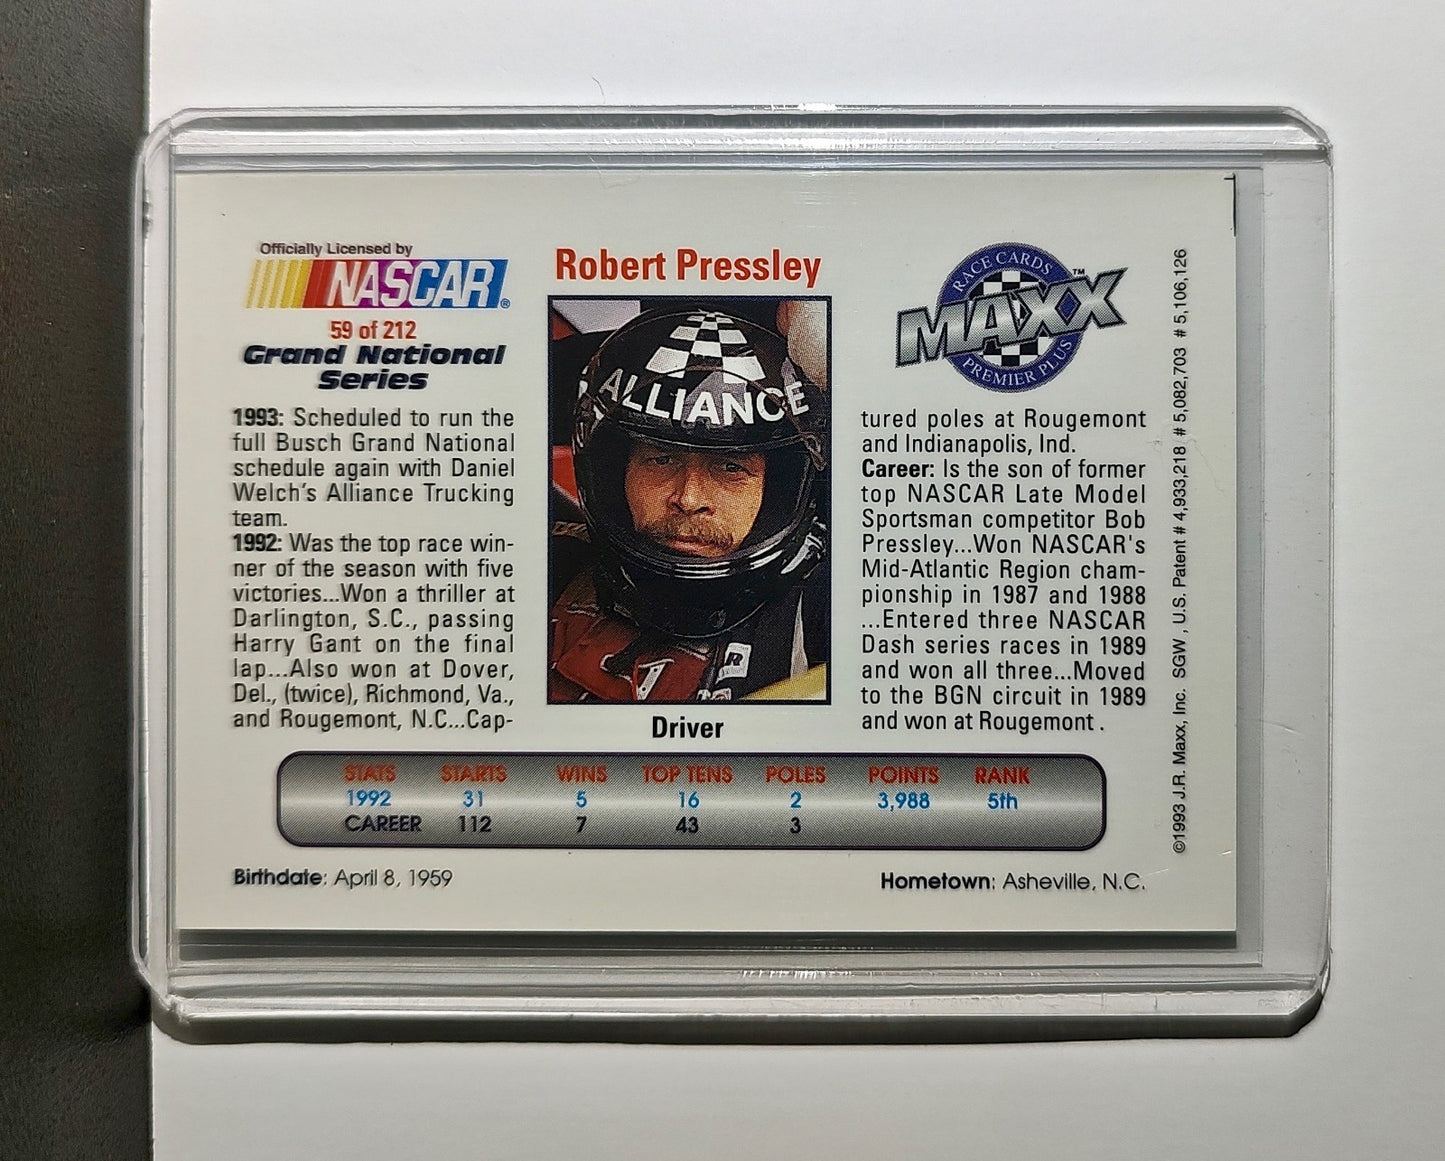 Officially Licensed by
NASCAR®
59 of 212
Grand National
Series
1993: Scheduled to run the
full Busch Grand National
schedule again with Daniel
Welch's Alliance Trucking
team.
1992: Was the top race win-
ner of the season with five
victories...Won a thriller at
Darlington, S.C., passing
Harry Gant on the final
lap...Also won at Dover,
Del., (twice), Richmond, Va.,
and Rougemont, N.C...Cap-
Robert Pressley
ALLIANCE
R
Driver
RACE CARDS
MAXX™
PREMIER PLUS
tured poles at Rougemont
and Indianapolis, Ind.
Career: Is the son of former
top NASCAR Late Model
Sportsman competitor Bob
Pressley...Won NASCAR's
Mid-Atlantic Region cham-
pionship in 1987 and 1988
...Entered three NASCAR
Dash series races in 1989
and won all three...Moved
to the BGN circuit in 1989
and won at Rougemont .
©1993 J.R. Maxx, Inc. SGW , U.S. Patent # 4,933,218 # 5,082,703 # 5,106,126
STATS STARTS WINS TOP TENS POLES POINTS RANK
1992 31 5 16 2 3,988 5th
CAREER 112 7 43 3
Birthdate: April 8, 1959
Hometown: Asheville, N.C.